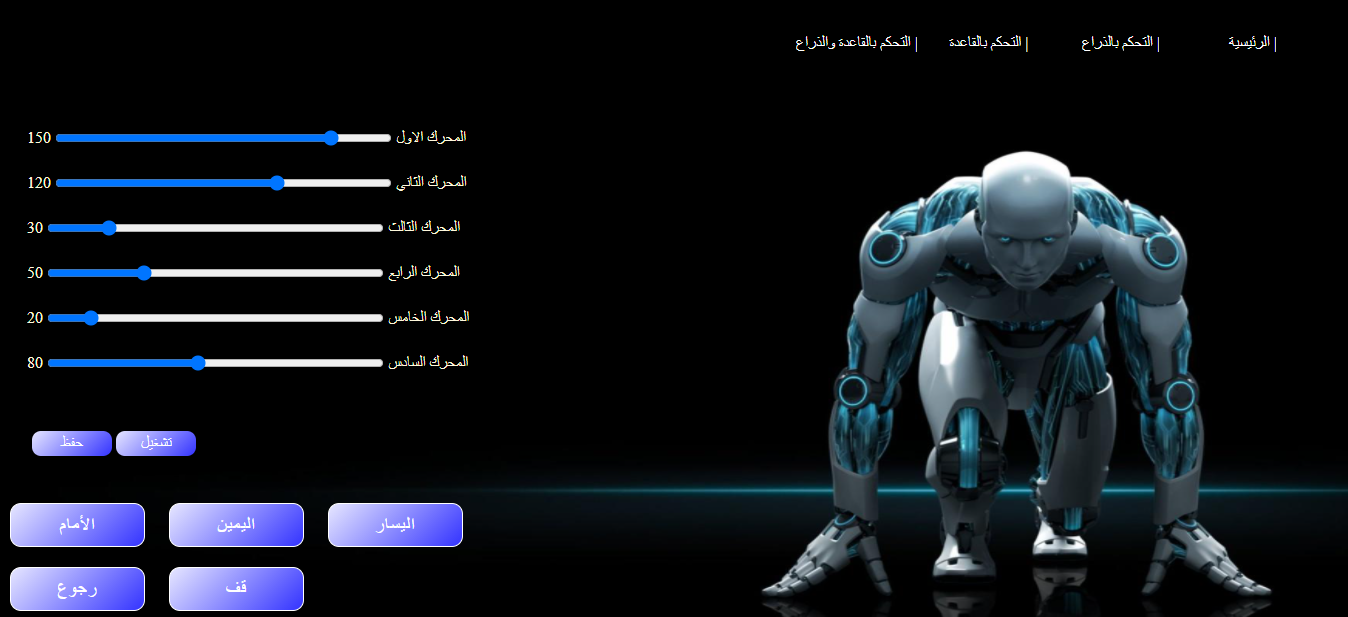 | الرئيسية | التحكم بالذراع | التحكم بالقاعدة | التحكم بالقاعدة والذراع
المحرك الاول 150
المحرك الثاني 120
المحرك الثالث 30
المحرك الرابع 50
المحرك الخامس 20
المحرك السادس 80
تشغيل حفظ
اليسار اليمين الأمام
قف رجوع